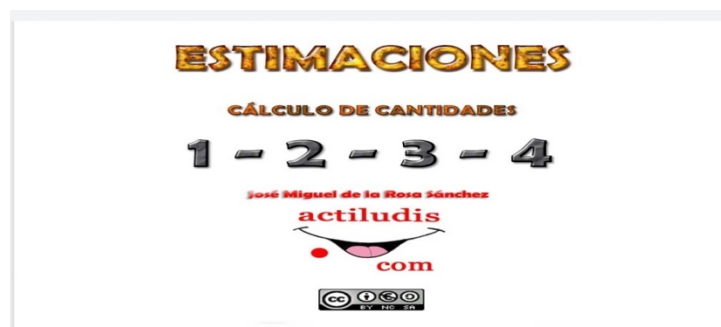 ESTIMACIONES
CÁLCULO DE CANTIDADES
1 - 2 - 3 - 4
José Miguel de la Rosa Sánchez
actiludis
com
cc
BY NC SA